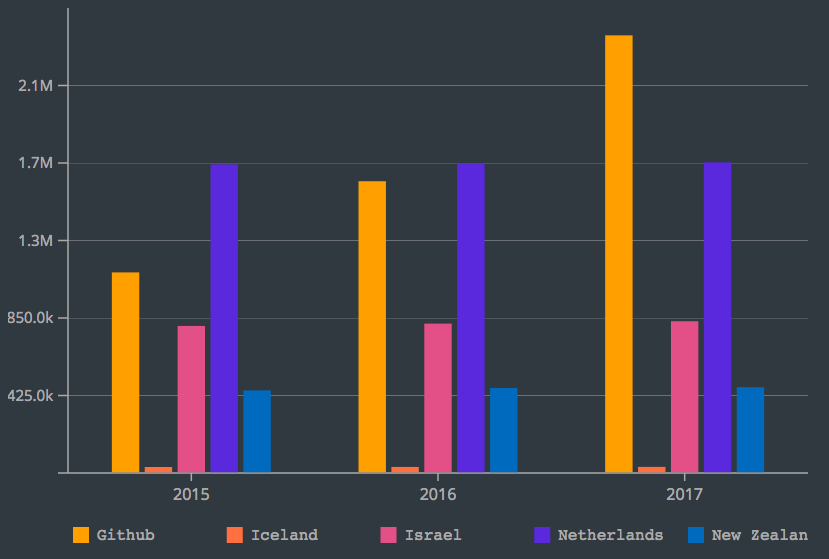 2.1M
1.7M
1.3M
850.0k
425.0k
2015 2016 2017
Github Iceland Israel Netherlands New Zealan